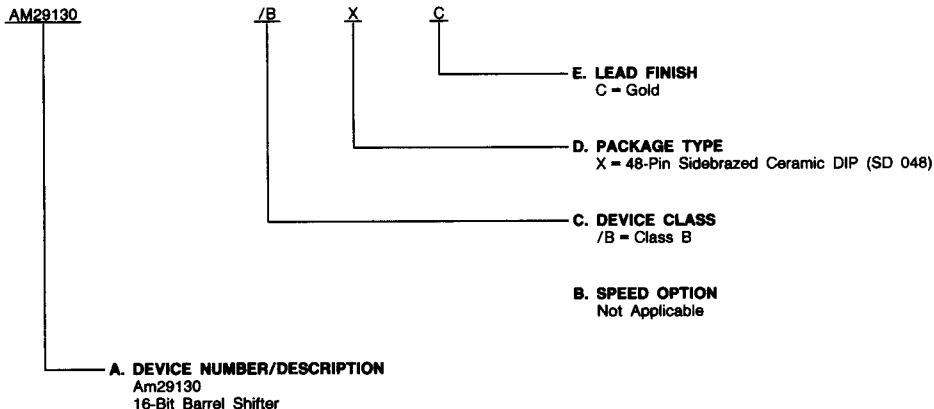 AM29130 /B X C
E. LEAD FINISH
C = Gold
D. PACKAGE TYPE
X = 48-Pin Sidebrazed Ceramic DIP (SD 048)
C. DEVICE CLASS
/B = Class B
B. SPEED OPTION
Not Applicable
A. DEVICE NUMBER/DESCRIPTION
Am29130
16-Bit Barrel Shifter